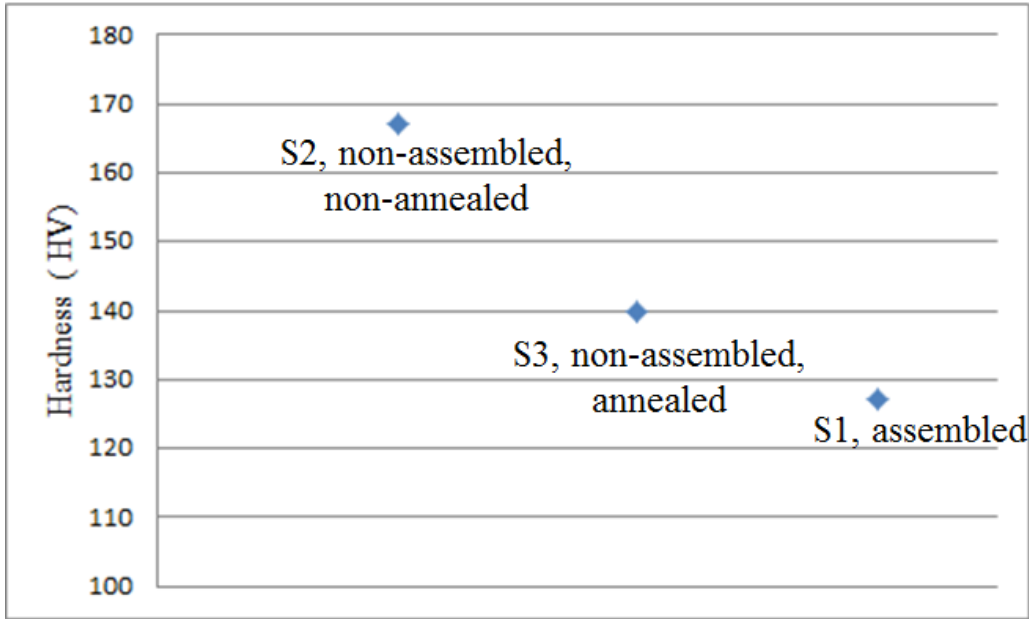 180
170
S2, non-assembled,
160
non-annealed
150
Hardness ( HV)
140
S3, non-assembled,
130
annealed
S1, assembled
120
110
100